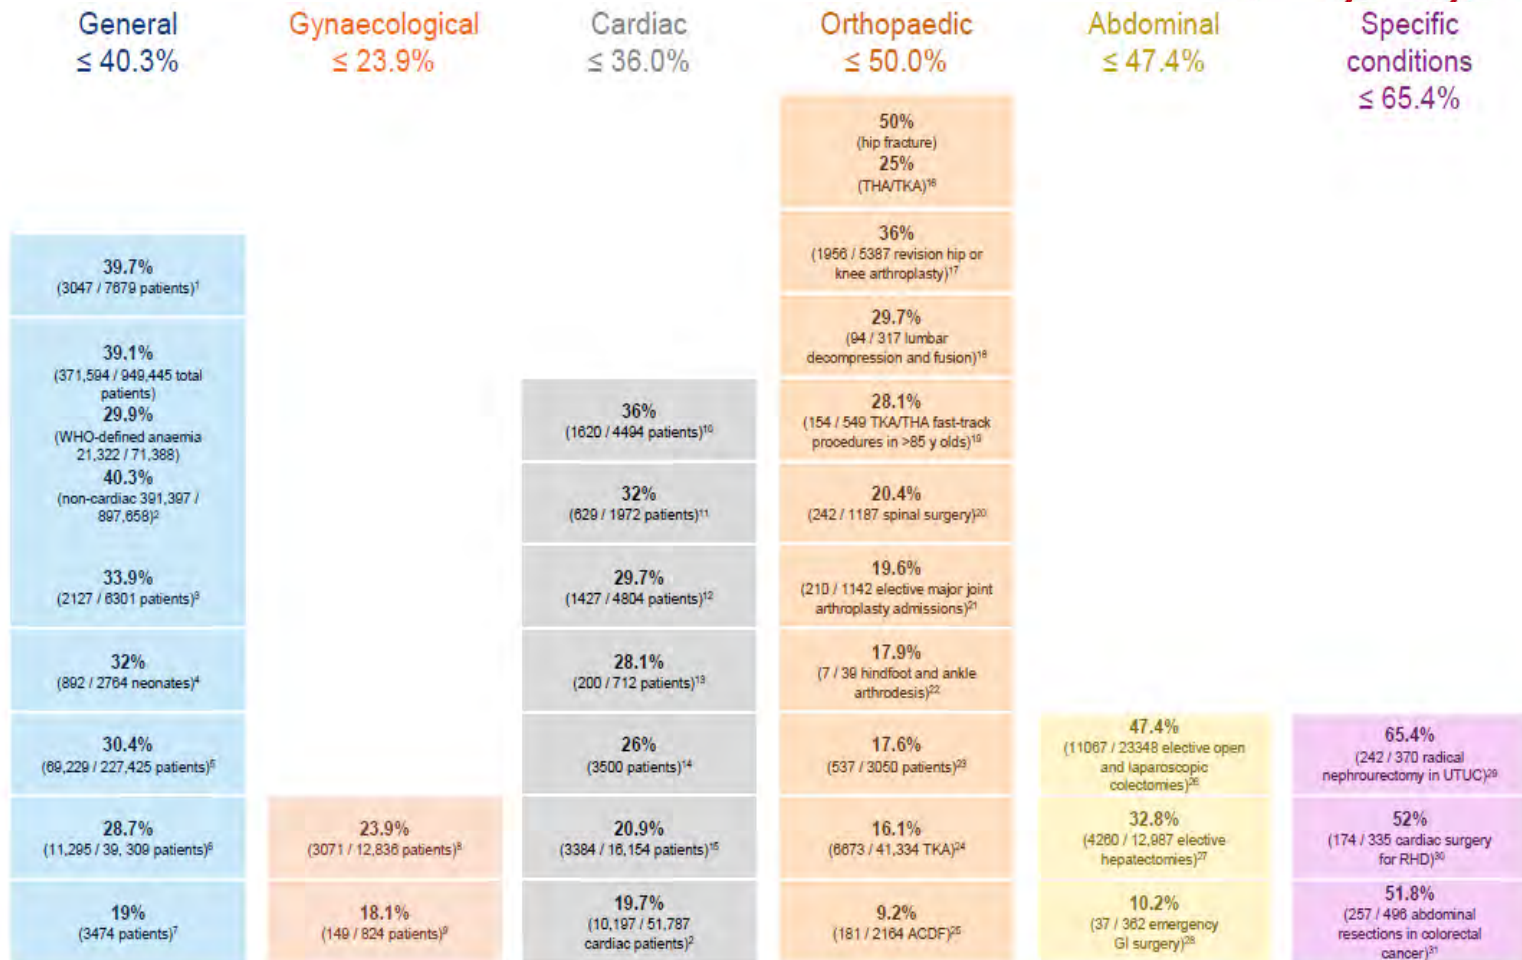 General
≤ 40.3%
Gynaecological
≤ 23.9%
Cardiac
≤ 36.0%
Orthopaedic
≤ 50.0%
Abdominal
≤ 47.4%
Specific
conditions
≤ 65.4%
39.7%
(3047 / 7679 patients)¹
39.1%
(371,594 / 949,445 total
patients)
29.9%
(WHO-defined anaemia
21,322 / 71,388)
40.3%
(non-cardiac 391,397 /
897,658)²
33.9%
(2127 / 6301 patients)³
32%
(892 / 2764 neonates)⁴
30.4%
(69,229 / 227,425 patients)⁵
28.7%
(11,295 / 39, 309 patients)⁶
19%
(3474 patients)⁷
23.9%
(3071 / 12,836 patients)⁸
18.1%
(149 / 824 patients)⁹
36%
(1620 / 4494 patients)¹⁰
32%
(629 / 1972 patients)¹¹
29.7%
(1427 / 4804 patients)¹²
28.1%
(200 / 712 patients)¹³
26%
(3500 patients)¹⁴
20.9%
(3384 / 16,154 patients)¹⁵
19.7%
(10,197 / 51,787
cardiac patients)²
50%
(hip fracture)
25%
(THA/TKA)¹⁶
36%
(1956 / 5387 revision hip or
knee arthroplasty)¹⁷
29.7%
(94 / 317 lumbar
decompression and fusion)¹⁸
28.1%
(154 / 549 TKA/THA fast-track
procedures in >85 y olds)¹⁹
20.4%
(242 / 1187 spinal surgery)²⁰
19.6%
(210 / 1142 elective major joint
arthroplasty admissions)²¹
17.9%
(7 / 39 hindfoot and ankle
arthrodesis)²²
17.6%
(537 / 3050 patients)²³
16.1%
(6673 / 41,334 TKA)²⁴
9.2%
(181 / 2164 ACDF)²⁵
47.4%
(11067 / 23348 elective open
and laparoscopic
colectomies)²⁶
32.8%
(4260 / 12,987 elective
hepatectomies)²⁷
10.2%
(37 / 362 emergency
GI surgery)²⁸
65.4%
(242 / 370 radical
nephrourectomy in UTUC)²⁹
52%
(174 / 335 cardiac surgery
for RHD)³⁰
51.8%
(257 / 496 abdominal
resections in colorectal
cancer)³¹